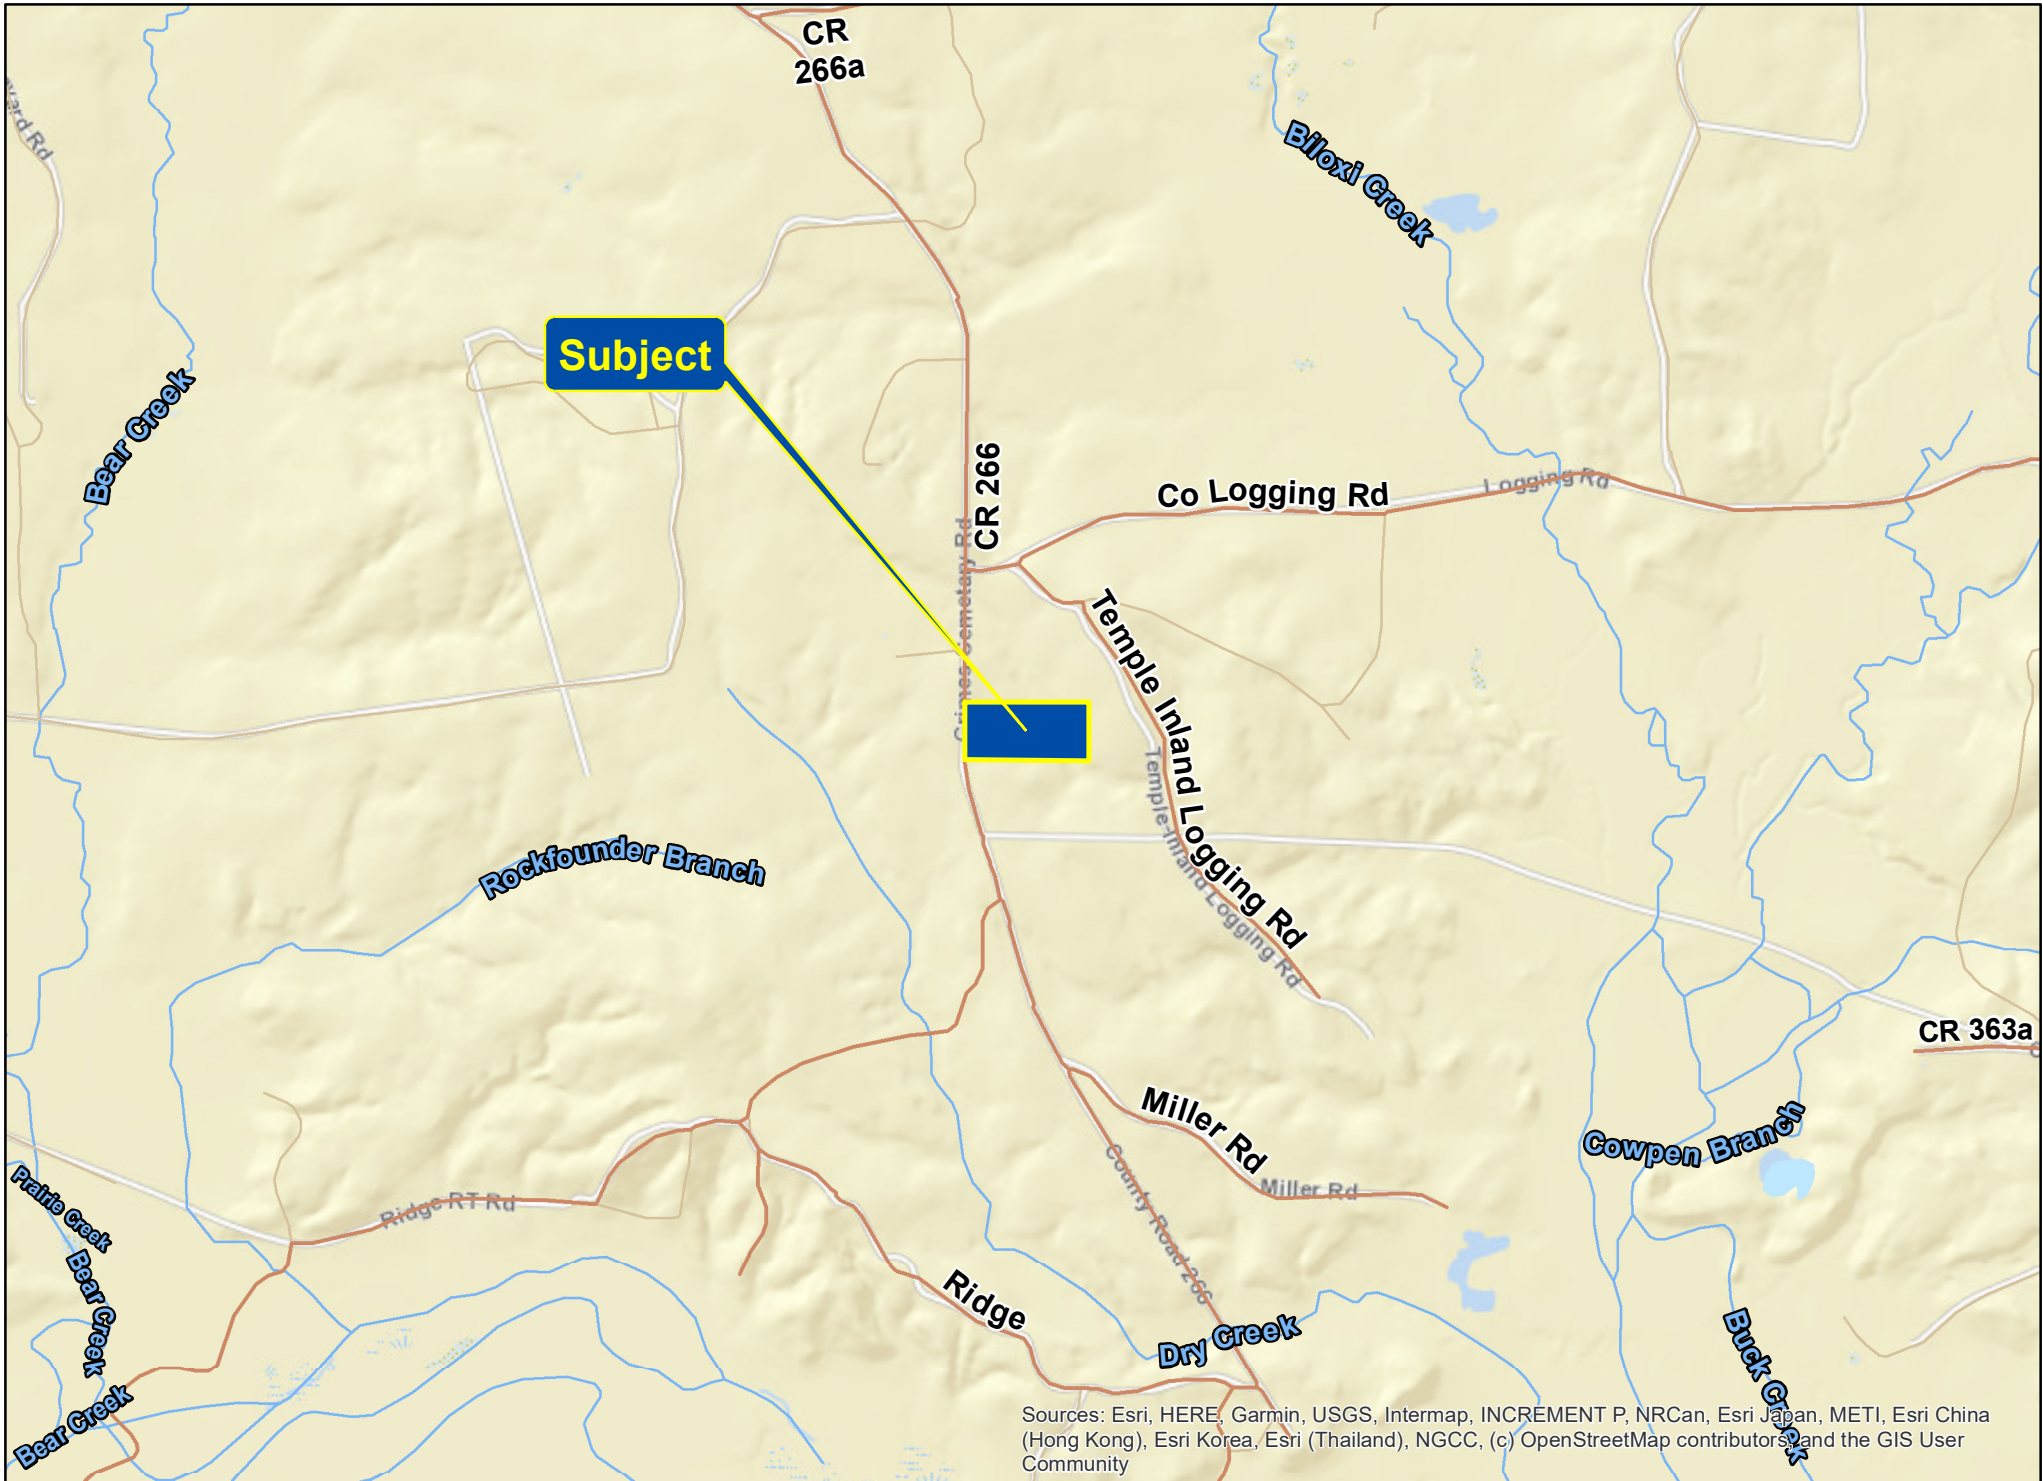 CR
266a
Biloxi Creek
Subject
Bear Creek
CR 266
Co Logging Rd
Logging Rd
Temple Inland Logging Rd
Temple-Inland Logging Rd
Rockfounder Branch
CR 363a
Miller Rd
Miller Rd
Cowpen Branch
County Road 266
Prairie Creek
Ridge RT Rd
Bear Creek
Ridge
Dry Creek
Buck Creek
Bear Creek
Sources: Esri, HERE, Garmin, USGS, Intermap, INCREMENT P, NRCan, Esri Japan, METI, Esri China
(Hong Kong), Esri Korea, Esri (Thailand), NGCC, (c) OpenStreetMap contributors, and the GIS User
Community